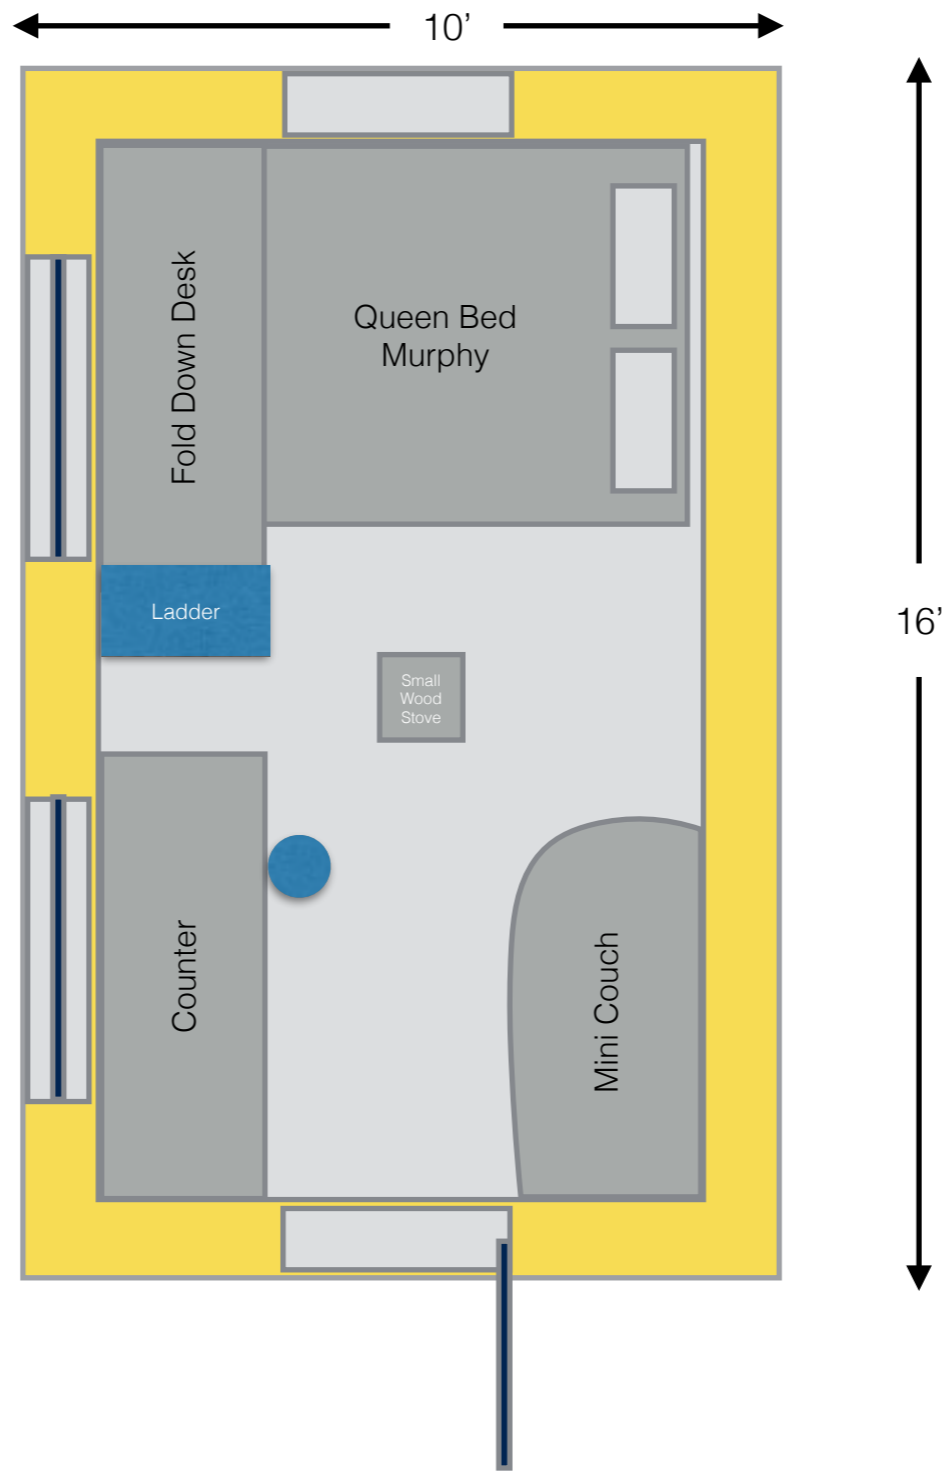 10’
Fold Down Desk
Queen Bed
Murphy
16’
Ladder
Small
Wood
Stove
Counter
Mini Couch